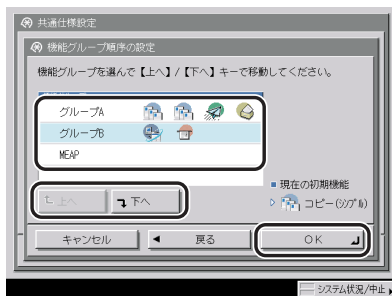 共通仕様設定
機能グループ順序の設定
機能グループを選んで【上へ】/【下へ】キーで移動してください。
グループA
グループB
MEAP
上へ
下へ
■ 現在の初期機能
コピー(シンプル)
キャンセル
戻る
OK
システム状況/中止